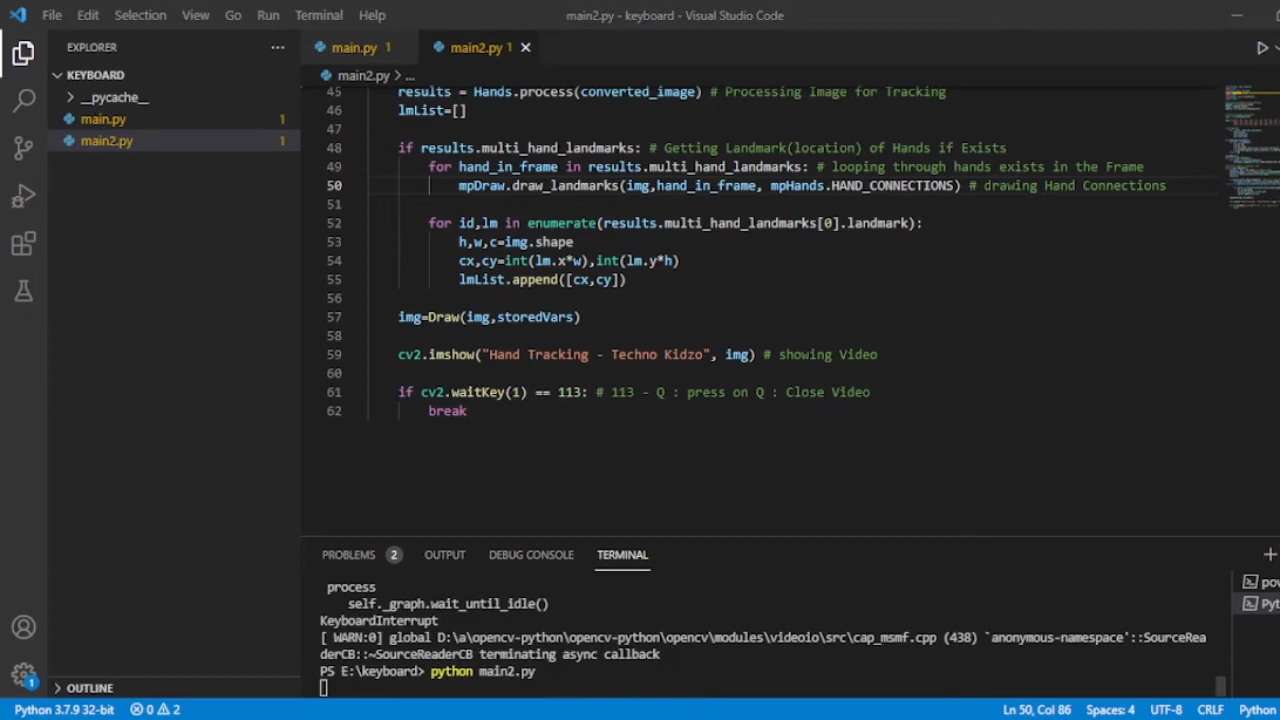 File Edit Selection View Go Run Terminal Help main2.py - keyboard - Visual Studio Code
EXPLORER ···
KEYBOARD
__pycache__
main.py 1
main2.py 1
OUTLINE
main.py 1 main2.py 1
main2.py > ...
45 results = Hands.process(converted_image) # Processing Image for Tracking
46 lmList=[]
47
48 if results.multi_hand_landmarks: # Getting Landmark(location) of Hands if Exists
49 for hand_in_frame in results.multi_hand_landmarks: # looping through hands exists in the Frame
50 mpDraw.draw_landmarks(img,hand_in_frame, mpHands.HAND_CONNECTIONS) # drawing Hand Connections
51
52 for id,lm in enumerate(results.multi_hand_landmarks[0].landmark):
53 h,w,c=img.shape
54 cx,cy=int(lm.x*w),int(lm.y*h)
55 lmList.append([cx,cy])
56
57 img=Draw(img,storedVars)
58
59 cv2.imshow("Hand Tracking - Techno Kidzo", img) # showing Video
60
61 if cv2.waitKey(1) == 113: # 113 - Q : press on Q : Close Video
62 break
PROBLEMS 2 OUTPUT DEBUG CONSOLE TERMINAL
process
self._graph.wait_until_idle()
KeyboardInterrupt
[ WARN:0] global D:\a\opencv-python\opencv-python\opencv\modules\videoio\src\cap_msmf.cpp (438) `anonymous-namespace'::SourceRea
derCB::~SourceReaderCB terminating async callback
PS E:\keyboard> python main2.py
pov
Pyt
1
Python 3.7.9 32-bit 0 2 Ln 50, Col 86 Spaces: 4 UTF-8 CRLF Python